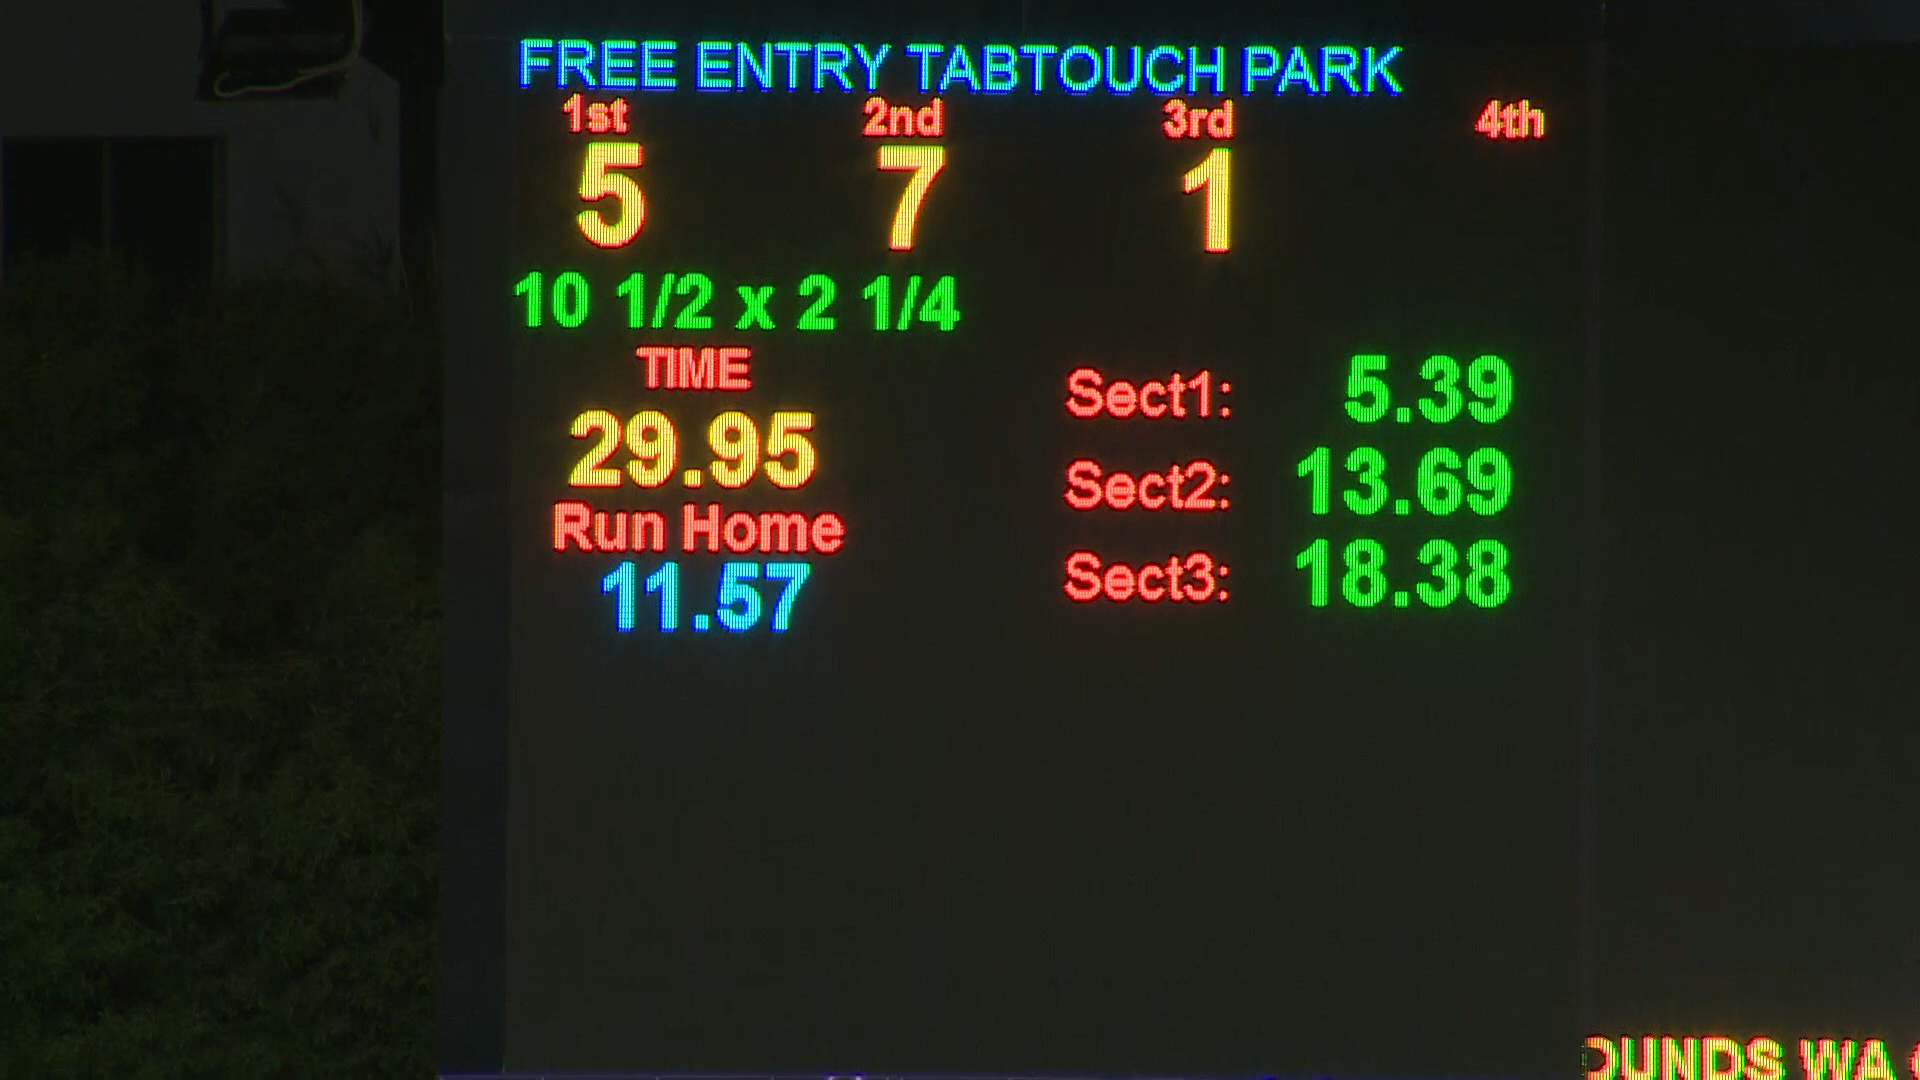 FREE ENTRY TABTOUCH PARK
1st 2nd 3rd 4th
5 7 1
10 1/2 x 2 1/4
TIME
29.95
Run Home
11.57
Sect1: 5.39
Sect2: 13.69
Sect3: 18.38
WA